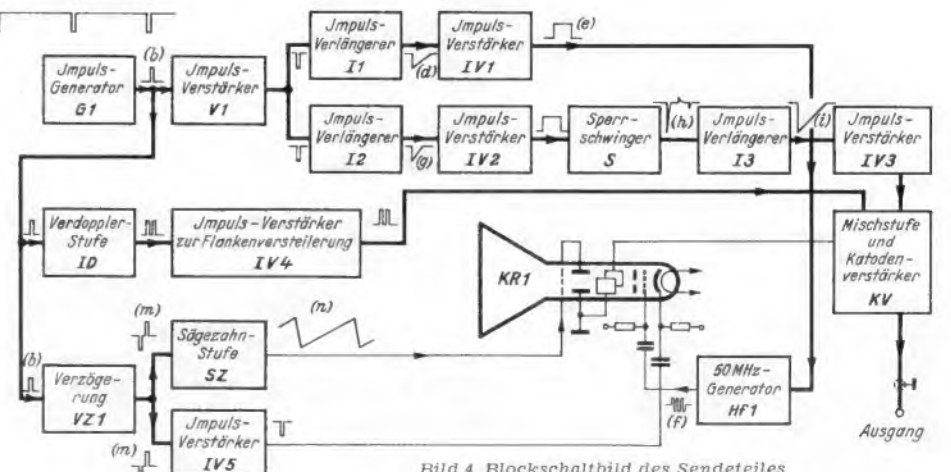 Jmpuls-
Generator
G1
(b)
Jmpuls-
Verstärker
V1
Jmpuls-
Verlängerer
I1
(d)
Jmpuls-
Verstärker
IV1
(e)
Jmpuls-
Verlängerer
I2
(g)
Jmpuls-
Verstärker
IV2
Sperr-
schwinger
S
(h)
Jmpuls-
Verlängerer
I3
(i)
Jmpuls-
Verstärker
IV3
Verdoppler-
Stufe
ID
Jmpuls-Verstärker
zur Flankenversteilerung
IV4
KR1
Mischstufe
und
Katoden-
verstärker
KV
(b)
Verzöge-
rung
VZ1
(m)
Sägezahn-
Stufe
SZ
(n)
(m)
Jmpuls-
Verstärker
IV5
(f)
50MHz-
Generator
Hf1
Ausgang
Bild 4. Blockschaltbild des Sendeteiles